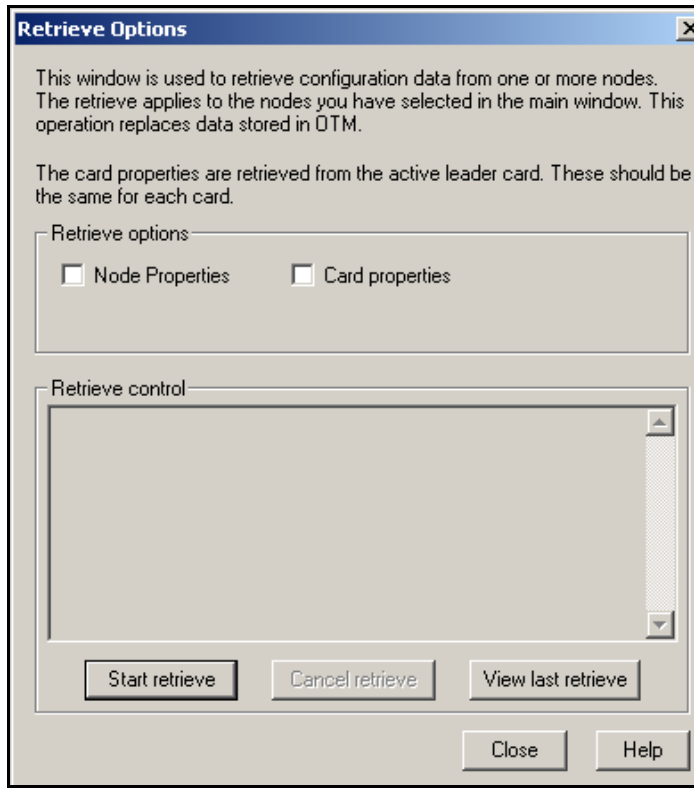 Retrieve Options
This window is used to retrieve configuration data from one or more nodes.
The retrieve applies to the nodes you have selected in the main window. This
operation replaces data stored in OTM.
The card properties are retrieved from the active leader card. These should be
the same for each card.
Retrieve options
Node Properties Card properties
Retrieve control
Start retrieve Cancel retrieve View last retrieve
Close Help